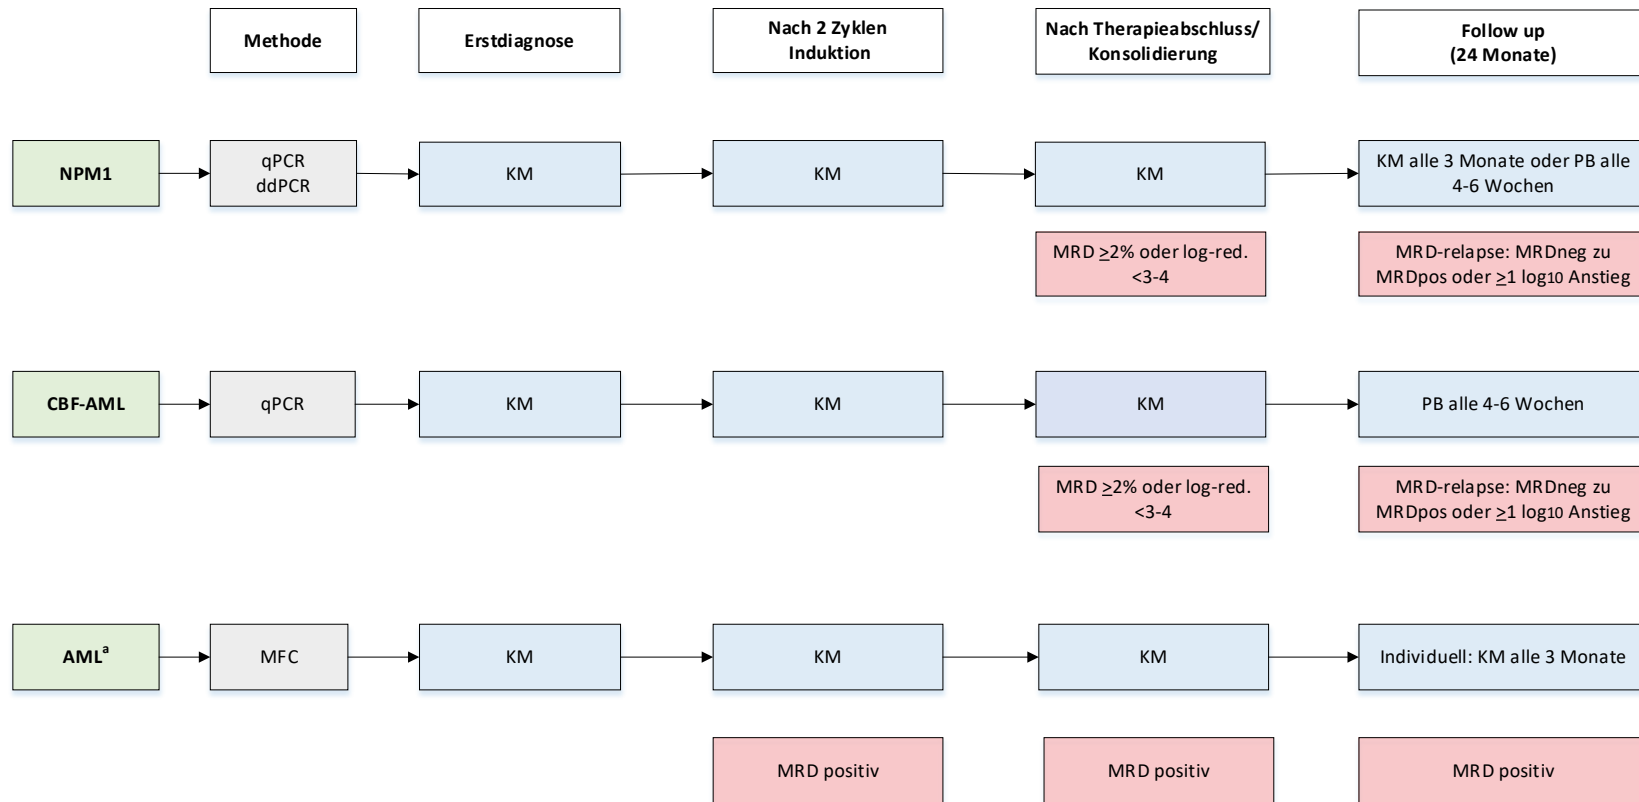 Methode
Erstdiagnose
Nach 2 Zyklen
Induktion
Nach Therapieabschluss/
Konsolidierung
Follow up
(24 Monate)
NPM1
qPCR
ddPCR
KM
KM
KM
KM alle 3 Monate oder PB alle
4-6 Wochen
MRD ≥2% oder log-red.
<3-4
MRD-relapse: MRDneg zu
MRDpos oder ≥1 log10 Anstieg
CBF-AML
qPCR
KM
KM
KM
PB alle 4-6 Wochen
MRD ≥2% oder log-red.
<3-4
MRD-relapse: MRDneg zu
MRDpos oder ≥1 log10 Anstieg
AMLᵃ
MFC
KM
KM
KM
Individuell: KM alle 3 Monate
MRD positiv
MRD positiv
MRD positiv